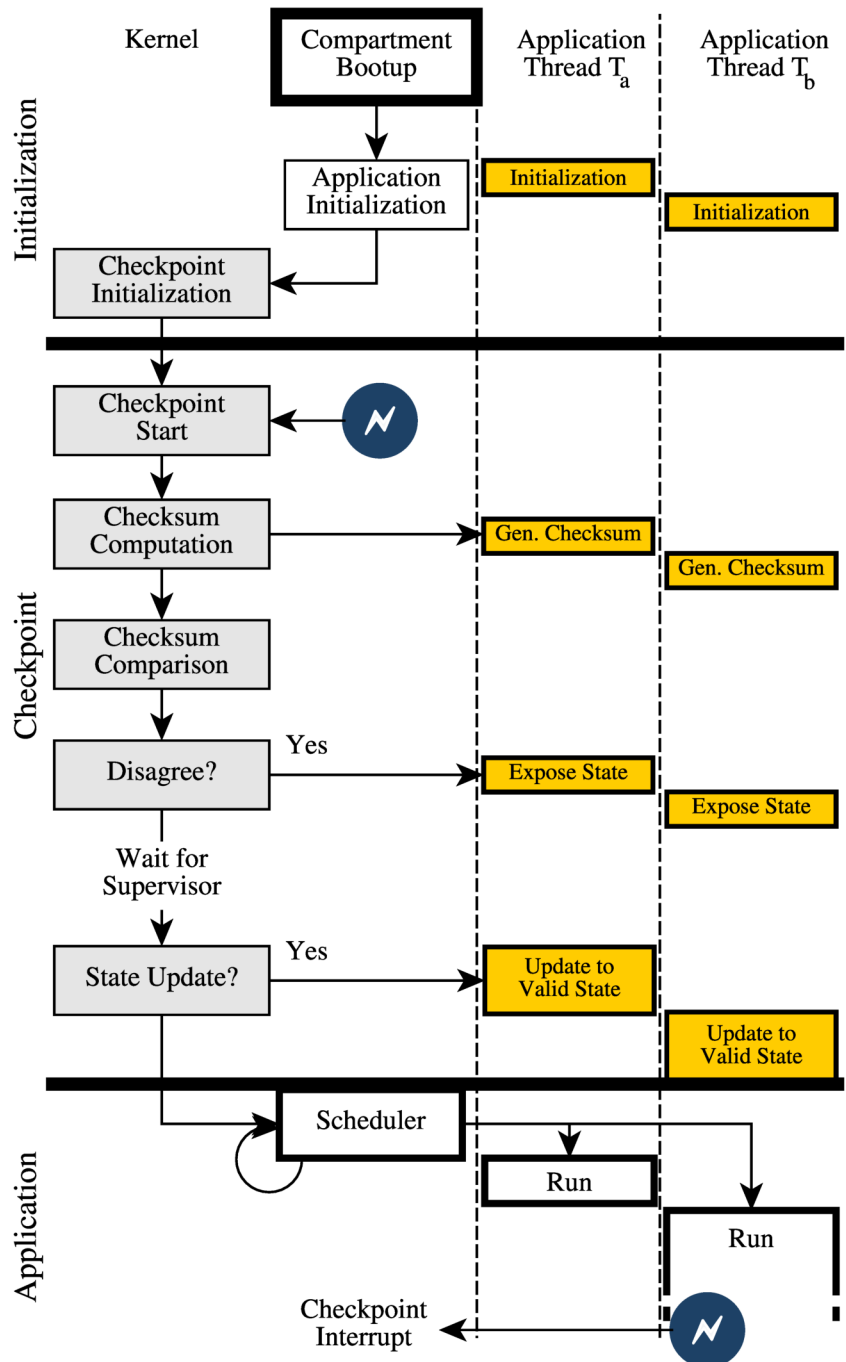 Kernel
Compartment
Bootup
Application
Thread Ta
Application
Thread Tb
Initialization
Application
Initialization
Initialization
Initialization
Checkpoint
Initialization
Checkpoint
Checkpoint
Start
Checksum
Computation
Gen. Checksum
Gen. Checksum
Checksum
Comparison
Disagree?
Yes
Expose State
Expose State
Wait for
Supervisor
State Update?
Yes
Update to
Valid State
Update to
Valid State
Application
Scheduler
Run
Run
Checkpoint
Interrupt